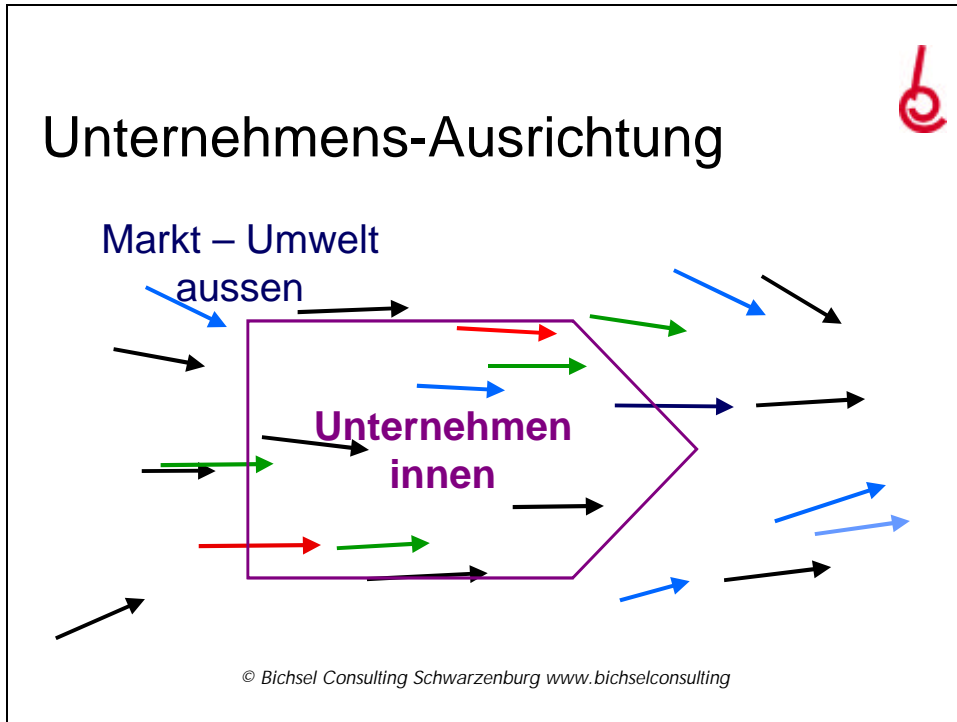 Unternehmens-Ausrichtung
Markt – Umwelt
aussen
Unternehmen
innen
© Bichsel Consulting Schwarzenburg www.bichselconsulting